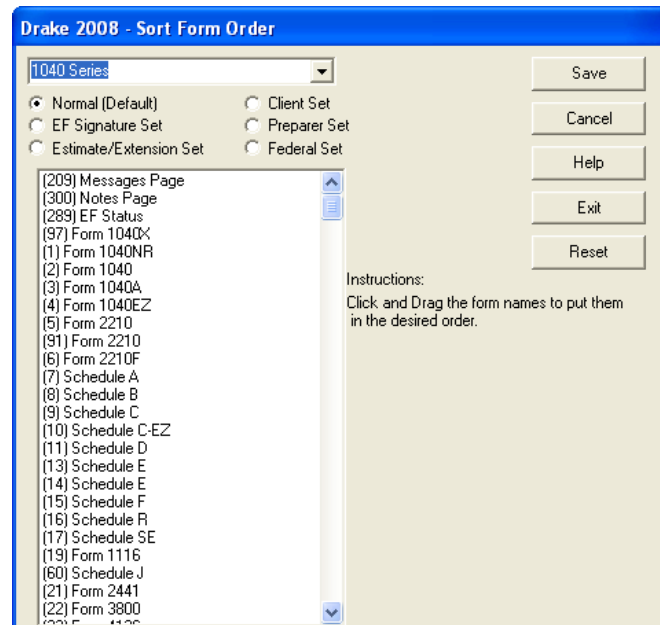 Drake 2008 - Sort Form Order
1040 Series
Save
Normal (Default)
Client Set
EF Signature Set
Preparer Set
Cancel
Estimate/Extension Set
Federal Set
Help
Exit
Reset
(209) Messages Page
(300) Notes Page
(289) EF Status
(97) Form 1040X
(1) Form 1040NR
(2) Form 1040
(3) Form 1040A
(4) Form 1040EZ
(5) Form 2210
(91) Form 2210
(6) Form 2210F
(7) Schedule A
(8) Schedule B
(9) Schedule C
(10) Schedule C-EZ
(11) Schedule D
(13) Schedule E
(14) Schedule E
(15) Schedule F
(16) Schedule R
(17) Schedule SE
(19) Form 1116
(60) Schedule J
(21) Form 2441
(22) Form 3800
Instructions:
Click and Drag the form names to put them
in the desired order.